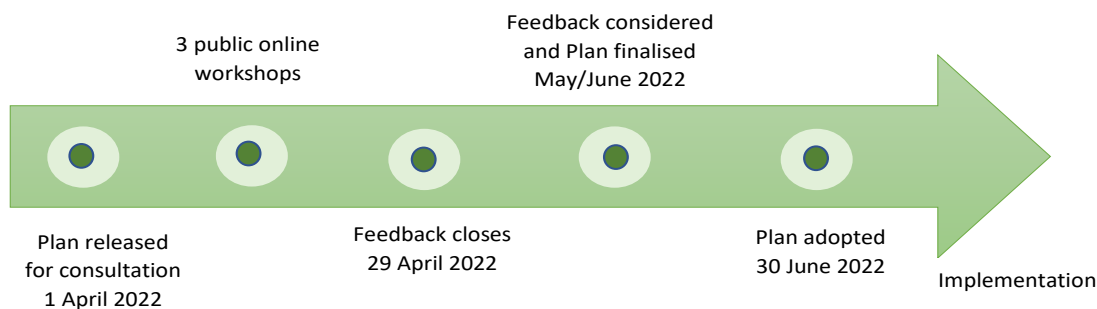 Plan released
for consultation
1 April 2022
3 public online
workshops
Feedback closes
29 April 2022
Feedback considered
and Plan finalised
May/June 2022
Plan adopted
30 June 2022
Implementation